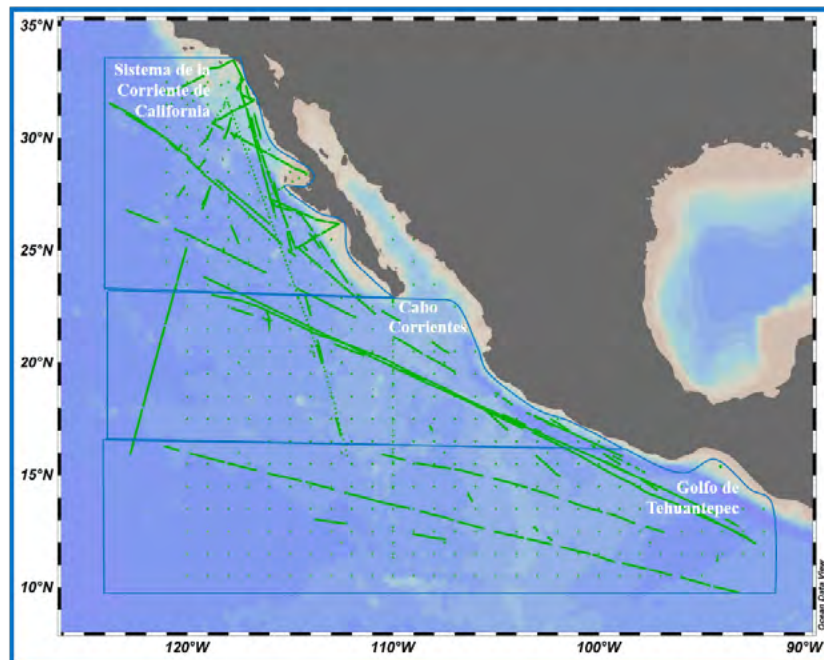 35°N
Sistema de la
Corriente de
California
30°N
25°N
Cabo
Corrientes
20°N
15°N
Golfo de
Tehuantepec
10°N
Ocean Data View
120°W
110°W
100°W
90°W